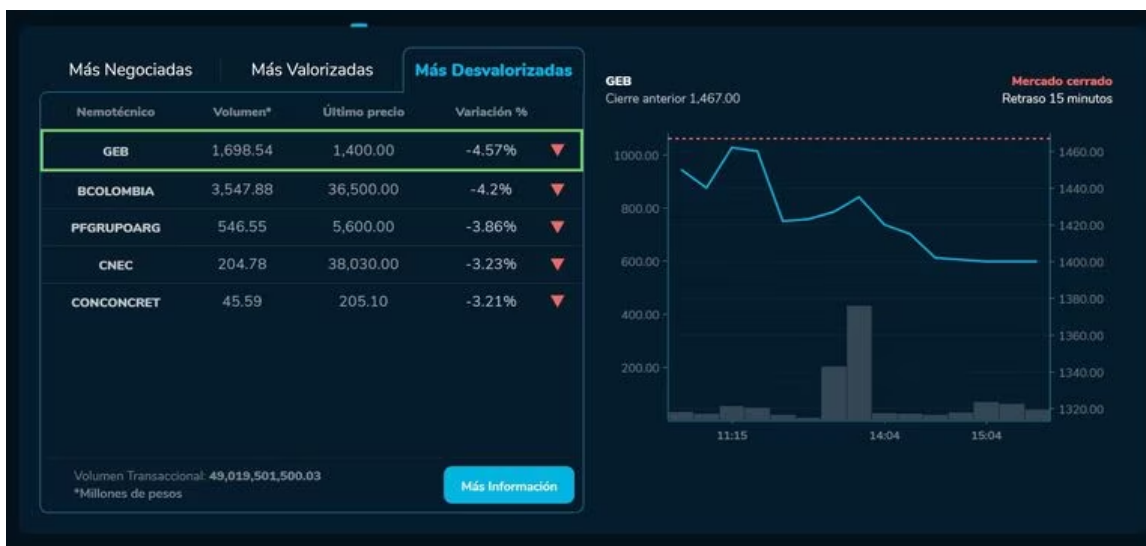 Más Negociadas Más Valorizadas Más Desvalorizadas
Nemotécnico Volumen* Último precio Variación %
GEB 1,698.54 1,400.00 -4.57%
BCOLOMBIA 3,547.88 36,500.00 -4.2%
PFGRUPOARG 546.55 5,600.00 -3.86%
CNEC 204.78 38,030.00 -3.23%
CONCONCRET 45.59 205.10 -3.21%
Volumen Transaccional: 49,019,501,500.03
*Millones de pesos
Más Información
GEB Mercado cerrado
Cierre anterior 1,467.00 Retraso 15 minutos
1000.00
800.00
600.00
400.00
200.00
1460.00
1440.00
1420.00
1400.00
1380.00
1360.00
1340.00
1320.00
11:15 14:04 15:04